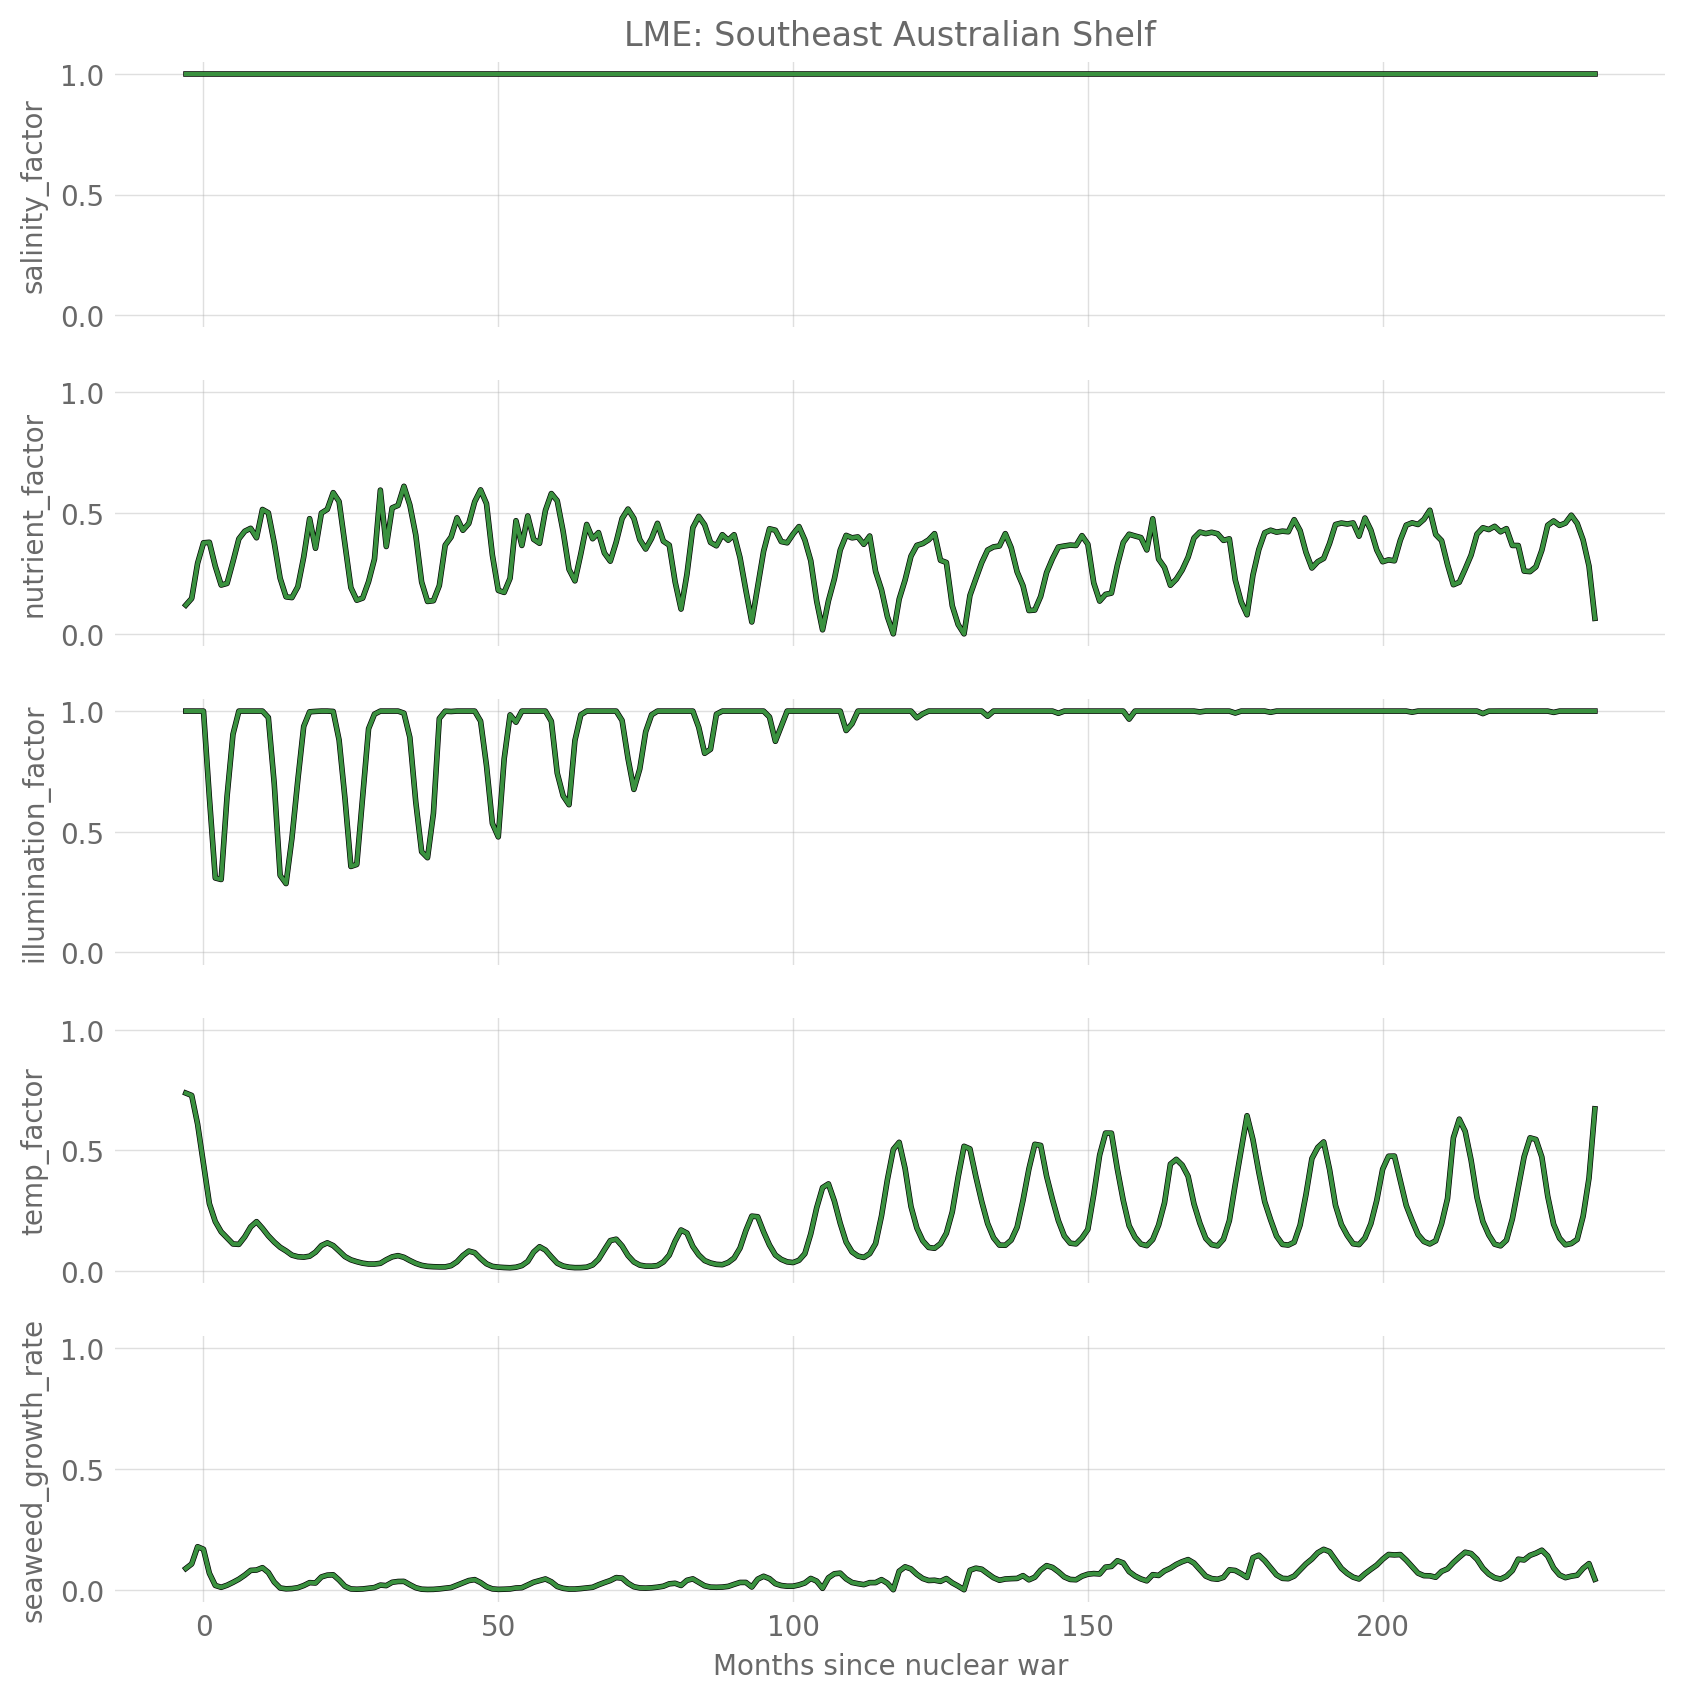 LME: Southeast Australian Shelf
1.0
0.5
0.0
salinity_factor
1.0
0.5
0.0
nutrient_factor
1.0
0.5
0.0
illumination_factor
1.0
0.5
0.0
temp_factor
1.0
0.5
0.0
seaweed_growth_rate
0 50 100 150 200
Months since nuclear war